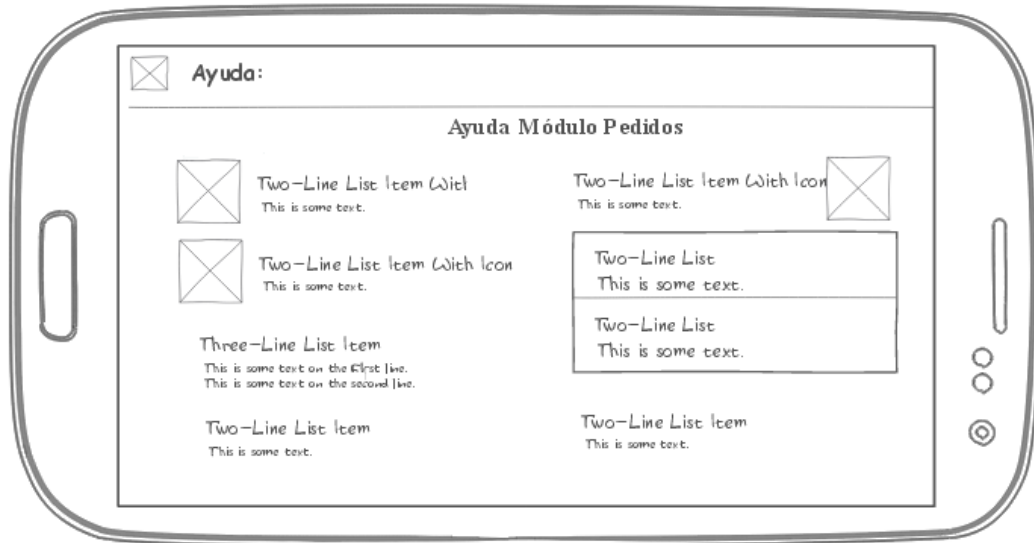 Ayuda:
Ayuda Módulo Pedidos
Two-Line List Item With
This is some text.
Two-Line List Item With Icon
This is some text.
Three-Line List Item
This is some text on the first line.
This is some text on the second line.
Two-Line List Item
This is some text.
Two-Line List Item With Icon
This is some text.
Two-Line List
This is some text.
Two-Line List
This is some text.
Two-Line List Item
This is some text.